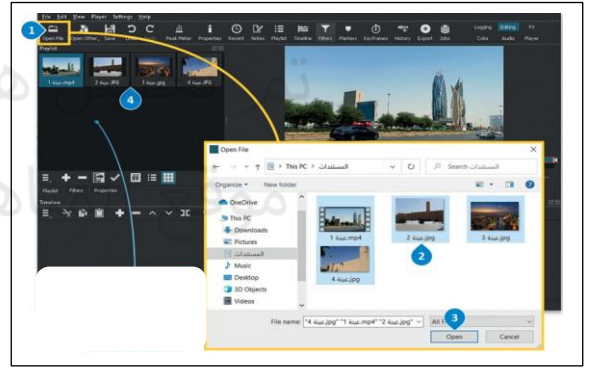 File Edit View Player Settings Help
1
Open File Open Other.. Save Undo Redo Peak Meter Properties Recent Notes Playlist Timeline Filters Markers Keyframes History Export Jobs
Logging Editing FX
Color Audio Player
Playlist
عينة 1.mp4 عينة 2.JPG عينة 3.jpg عينة 4.JPG
4
Playlist Filters Properties
Timeline
Open File
This PC المستندات
Search المستندات
Organize New folder
OneDrive
This PC
Downloads
Pictures
المستندات
Music
Desktop
3D Objects
Videos
عينة 1.mp4
عينة 2.jpg
عينة 3.jpg
2
عينة 4.jpg
3
File name: "عينة 4.jpg" "عينة 1.mp4" "عينة 2.jpg"
Open Cancel